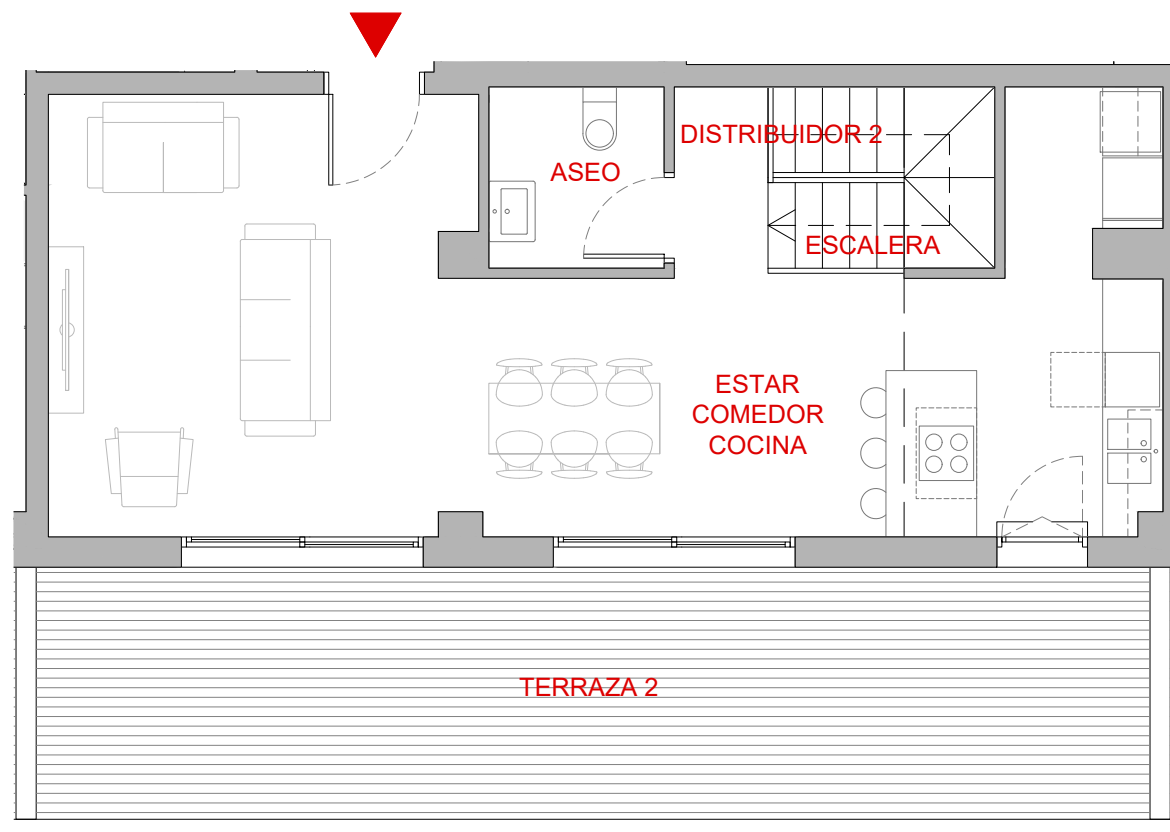 DISTRIBUIDOR 2
ASEO
ESCALERA
ESTAR
COMEDOR
COCINA
TERRAZA 2